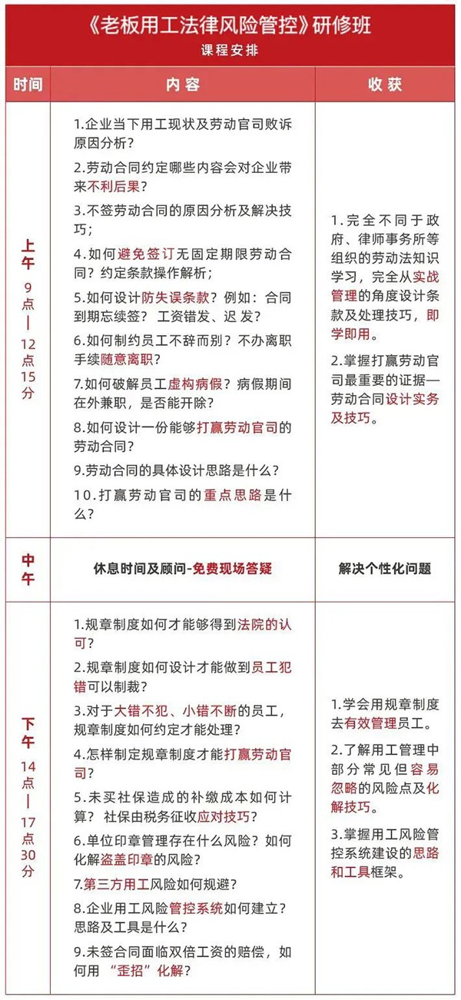 《老板用工法律风险管控》研修班
课程安排
时间
内容
收获
上午
9点
12点15分
1.企业当下用工现状及劳动官司败诉
原因分析？
2.劳动合同约定哪些内容会对企业带
来不利后果？
3.不签劳动合同的原因分析及解决技
巧；
4.如何避免签订无固定期限劳动合
同？约定条款操作解析；
5.如何设计防失误条款？例如：合同
到期忘续签？ 工资错发、迟 发？
6.如何制约员工不辞而别？不办离职
手续随意离职？
7.如何破解员工虚构病假？病假期间
在外兼职，是否能开除？
8.如何设计一份能够打赢劳动官司的
劳动合同？
9.劳动合同的具体设计思路是什么？
10.打赢劳动官司的重点思路是什
么？
1.完全不同于政
府、律师事务所等
组织的劳动法知识
学习，完全从实战
管理的角度设计条
款及处理技巧，即
学即用。
2.掌握打赢劳动官
司最重要的证据—
劳动合同设计实务
及技巧。
中午
休息时间及顾问-免费现场答疑
解决个性化问题
下午
14点
17点30分
1.规章制度如何才能够得到法院的认
可？
2.规章制度如何设计才能做到员工犯
错可以制裁？
3.对于大错不犯、小错不断的员工，
规章制度如何约定才能处理？
4.怎样制定规章制度才能打赢劳动官
司？
5.未买社保造成的补缴成本如何计
算？ 社保由税务征收应对技巧？
6.单位印章管理存在什么风险？如何
化解盗盖印章的风险？
7.第三方用工风险如何规避？
8.企业用工风险管控系统如何建立？
思路及工具是什么？
9.未签合同面临双倍工资的赔偿，如
何用 “歪招”化解？
1.学会用规章制度
去有效管理员工。
2.了解用工管理中
部分常见但容易
忽略的风险点及化
解技巧。
3.掌握用工风险管
控系统建设的思路
和工具框架。